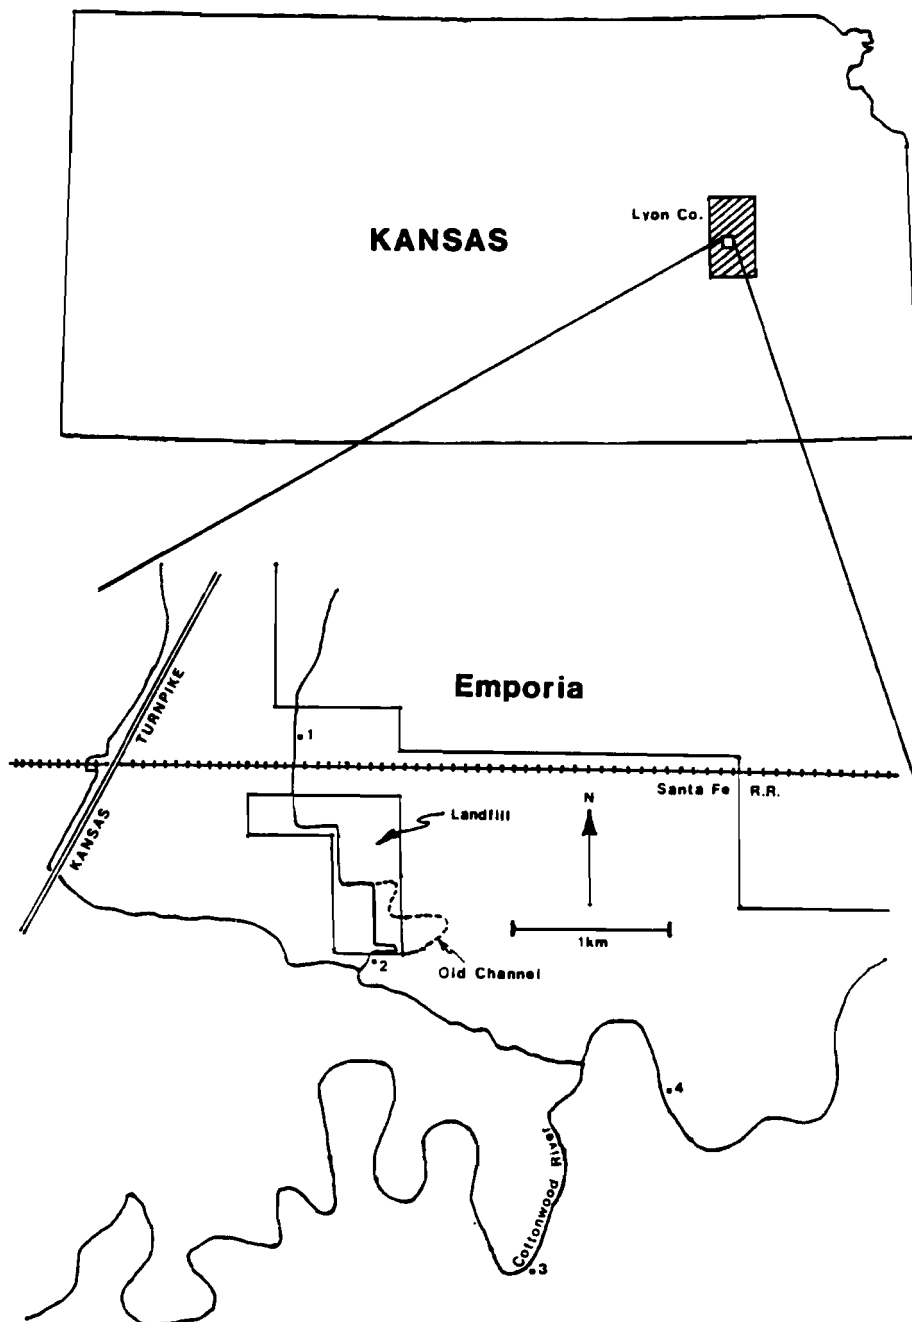 Lyon Co.
KANSAS
Emporia
TURNPIKE
KANSAS
1
Santa Fe R.R.
N
Landfill
1km
2
Old Channel
4
Cottonwood River
3